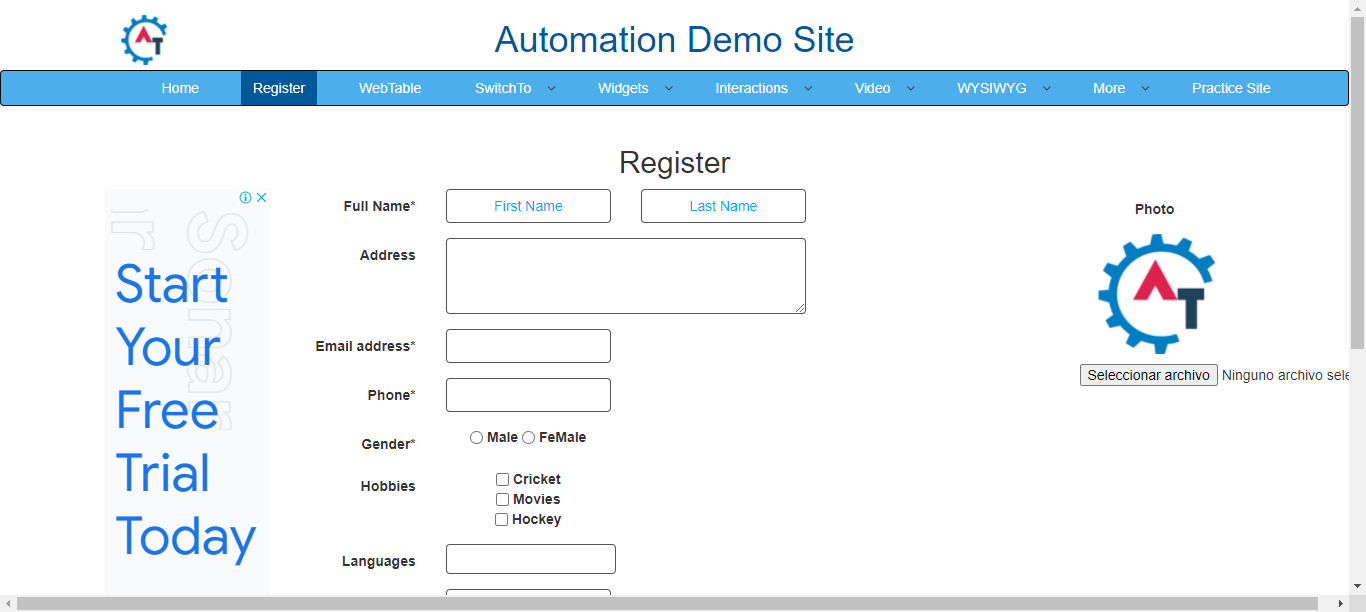 AT
Automation Demo Site
Home Register WebTable SwitchTo Widgets Interactions Video WYSIWYG More Practice Site
Register
Full Name* First Name Last Name
Address
Email address*
Phone*
Gender* Male FeMale
Hobbies Cricket
Movies
Hockey
Languages
Sonar
Start
Your
Free
Trial
Today
Photo
AT
Seleccionar archivo Ninguno archivo sele